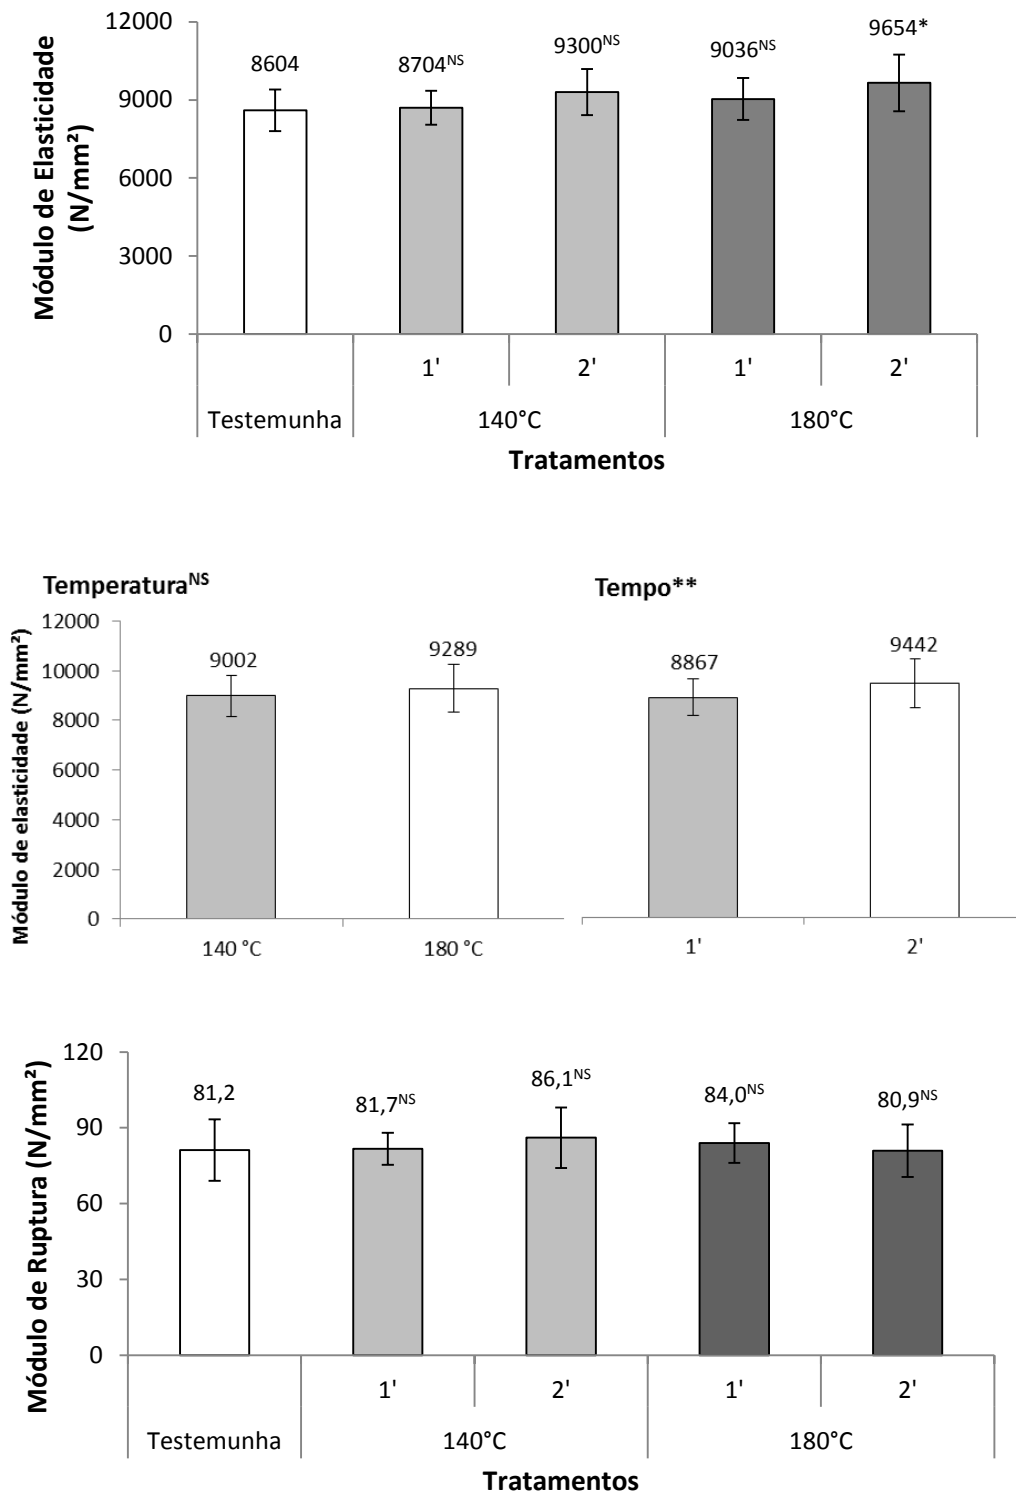 12000
9000
6000
3000
0
Módulo de Elasticidade
(N/mm²)
8604
8704ᴺˢ
9300ᴺˢ
9036ᴺˢ
9654*
1' 2' 1' 2'
Testemunha 140°C 180°C
Tratamentos
Temperaturaᴺˢ
Tempo**
Módulo de elasticidade (N/mm²)
12000
10000
8000
6000
4000
2000
0
9002
9289
8867
9442
140 °C 180 °C 1' 2'
Módulo de Ruptura (N/mm²)
120
90
60
30
0
81,2
81,7ᴺˢ
86,1ᴺˢ
84,0ᴺˢ
80,9ᴺˢ
1' 2' 1' 2'
Testemunha 140°C 180°C
Tratamentos